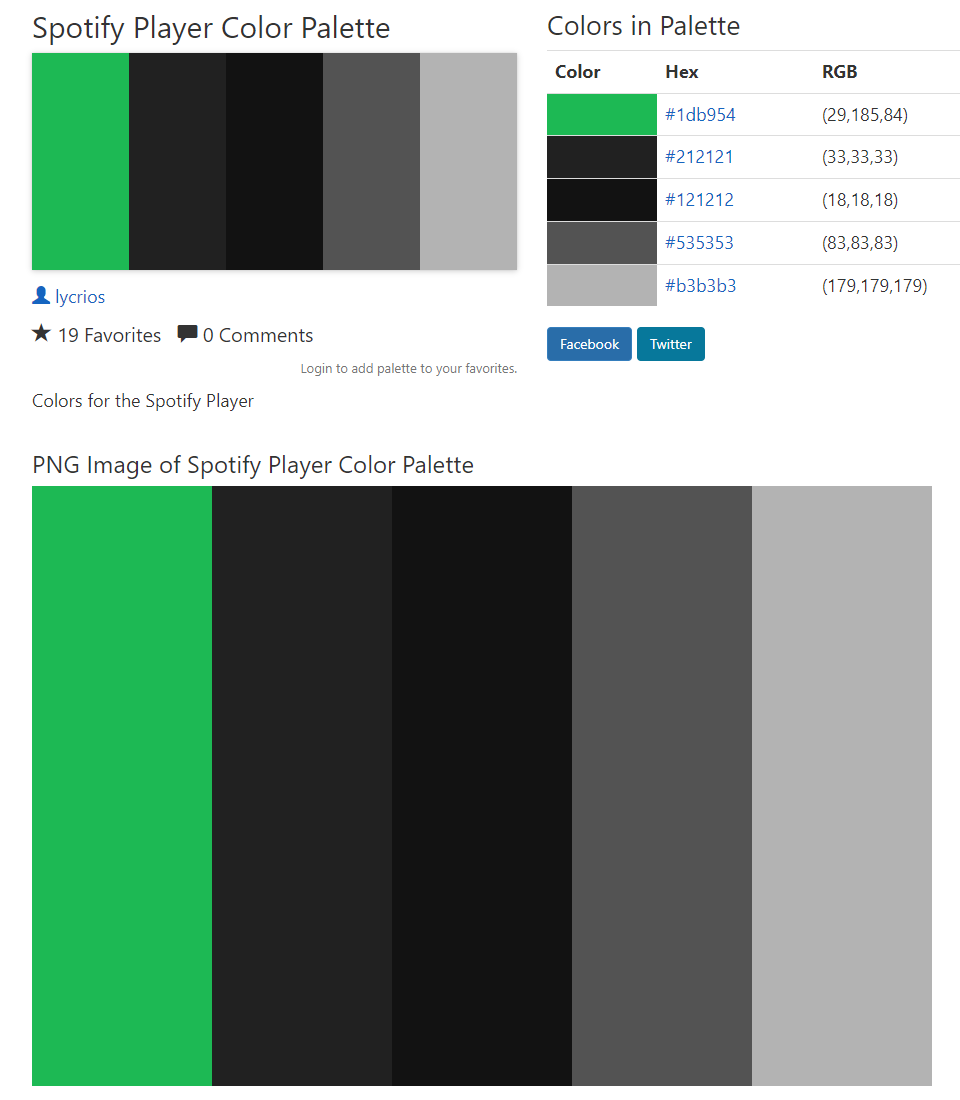 Spotify Player Color Palette
lycrios
19 Favorites 0 Comments
Login to add palette to your favorites.
Colors for the Spotify Player
Colors in Palette
Color Hex RGB
#1db954 (29,185,84)
#212121 (33,33,33)
#121212 (18,18,18)
#535353 (83,83,83)
#b3b3b3 (179,179,179)
Facebook Twitter
PNG Image of Spotify Player Color Palette